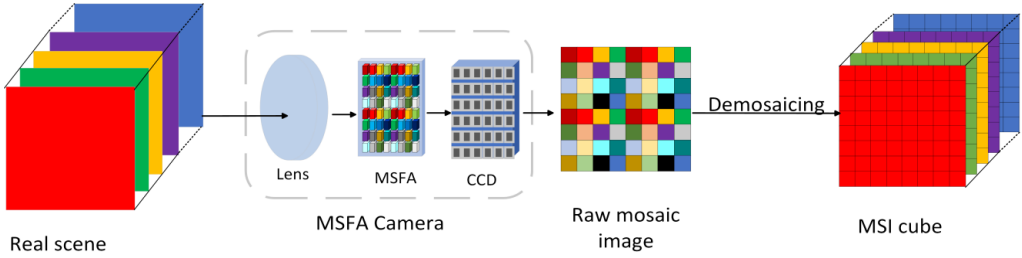 Real scene
Lens
MSFA
CCD
MSFA Camera
Raw mosaic
image
Demosaicing
MSI cube